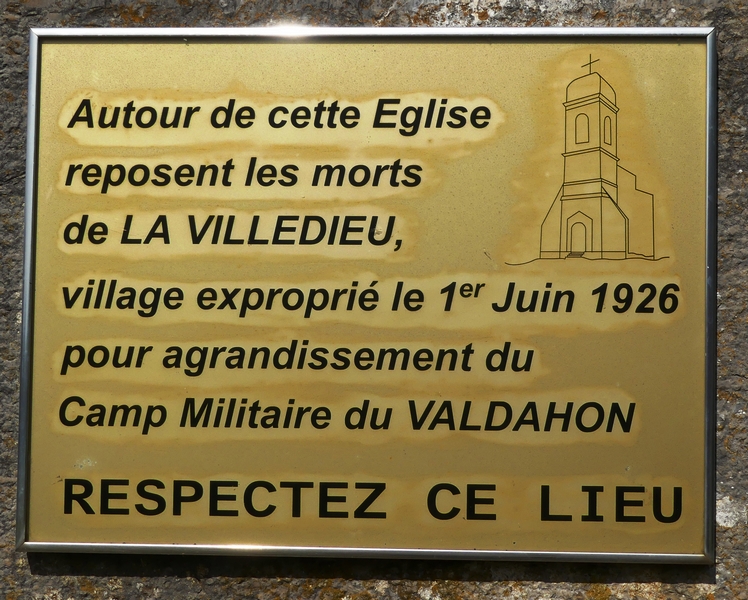 Autour de cette Eglise
reposent les morts
de LA VILLEDIEU,
village exproprié le 1er Juin 1926
pour agrandissement du
Camp Militaire du VALDAHON
RESPECTEZ CE LIEU